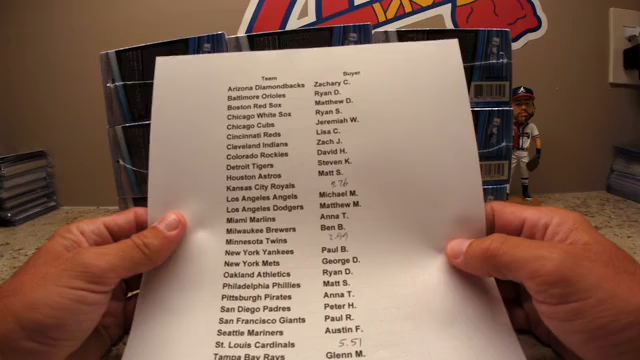 Team Buyer
Arizona Diamondbacks Zachary C.
Baltimore Orioles Ryan D.
Boston Red Sox Matthew D.
Chicago White Sox Ryan S.
Chicago Cubs Jeremiah W.
Cincinnati Reds Lisa C.
Cleveland Indians Zach J.
Colorado Rockies David H.
Detroit Tigers Steven K.
Houston Astros Matt S.
Kansas City Royals
Los Angeles Angels Michael M.
Los Angeles Dodgers Matthew M.
Miami Marlins Anna T.
Milwaukee Brewers Ben B.
Minnesota Twins
New York Yankees Paul B.
New York Mets George D.
Oakland Athletics Ryan D.
Philadelphia Phillies Matt S.
Pittsburgh Pirates Anna T.
San Diego Padres Peter H.
San Francisco Giants Paul R.
Seattle Mariners Austin F.
St. Louis Cardinals 5.51
Tampa Bay Rays Glenn M.